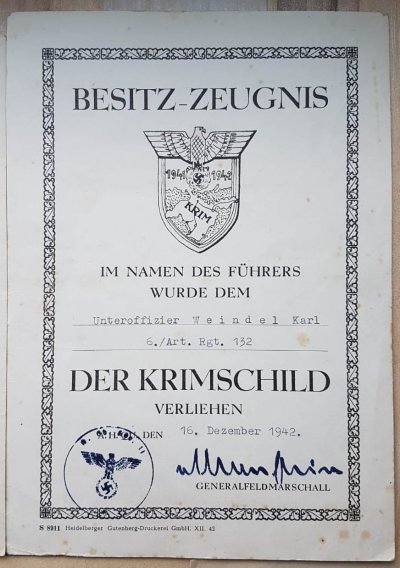 BESITZ-ZEUGNIS
1941 1942
KRIM
IM NAMEN DES FÜHRERS
WURDE DEM
Unteroffizier Weindel Karl
6./Art. Rgt. 132
DER KRIMSCHILD
VERLIEHEN
DEN 16. Dezember 1942.
GENERALFELDMARSCHALL
S 8911 Heidelberger Gutenberg-Druckerei GmbH. XII. 42